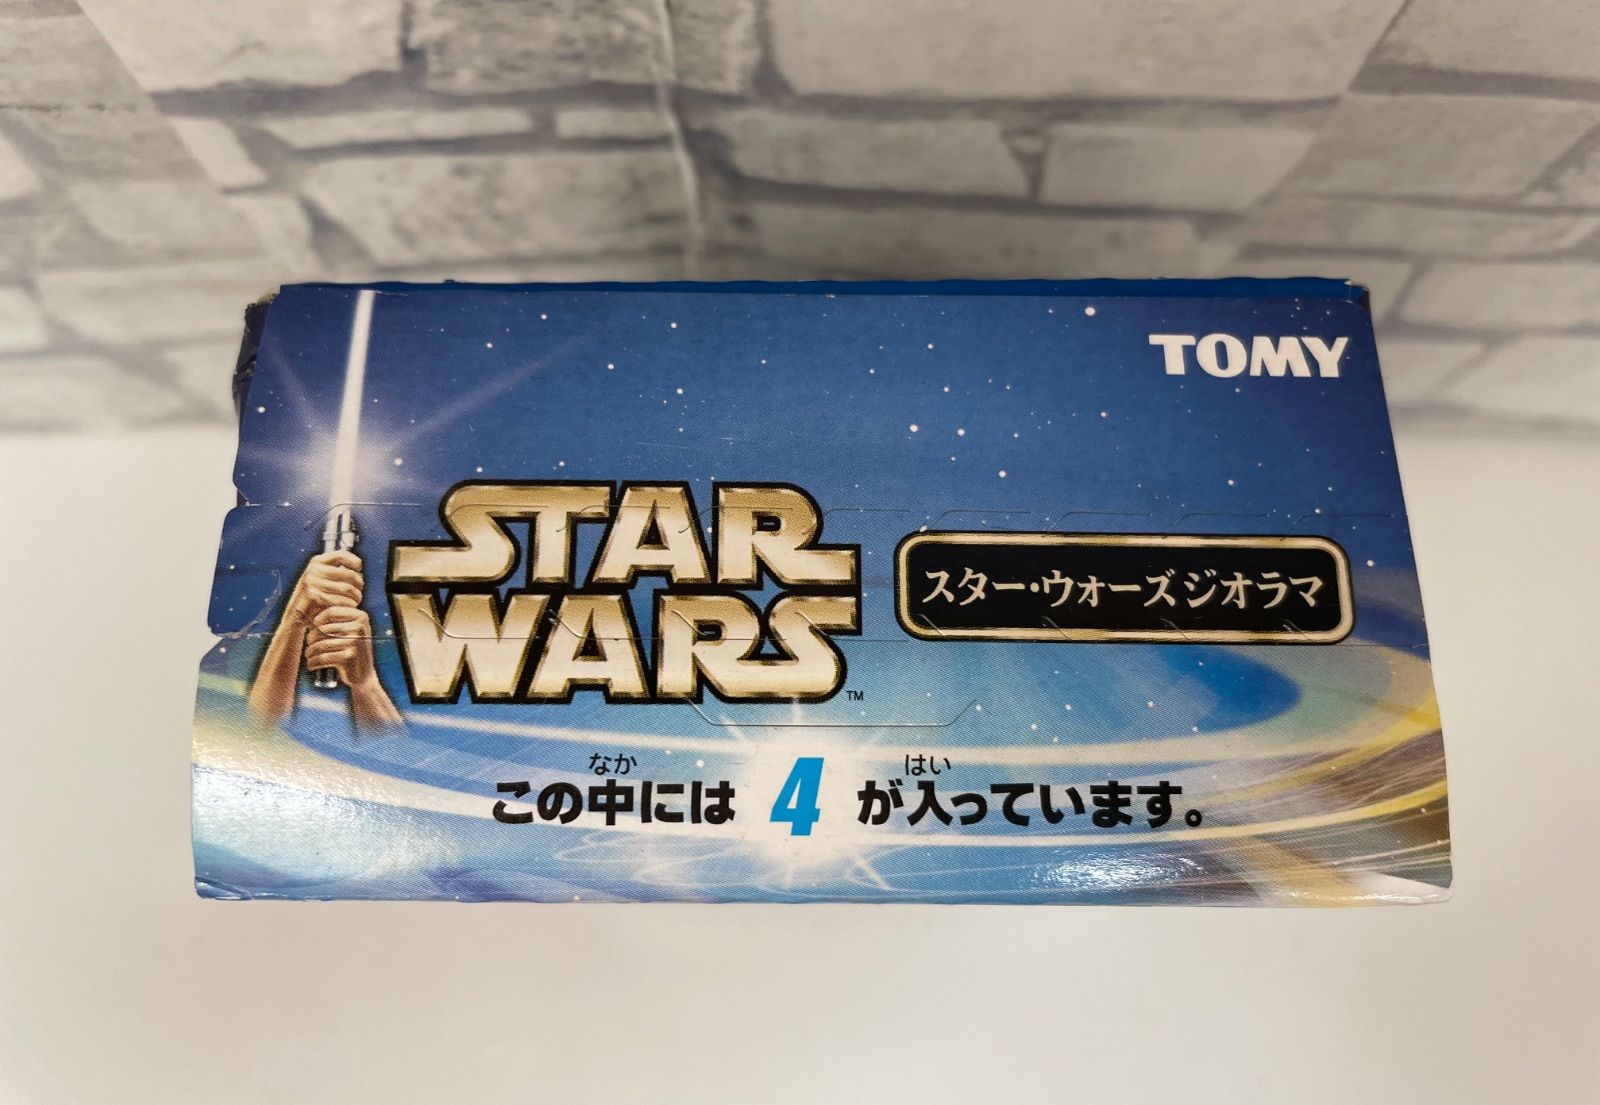 TOMY
STAR
WARS
™
スター・ウォーズ ジオラマ
なか はい
この中には 4 が入っています。